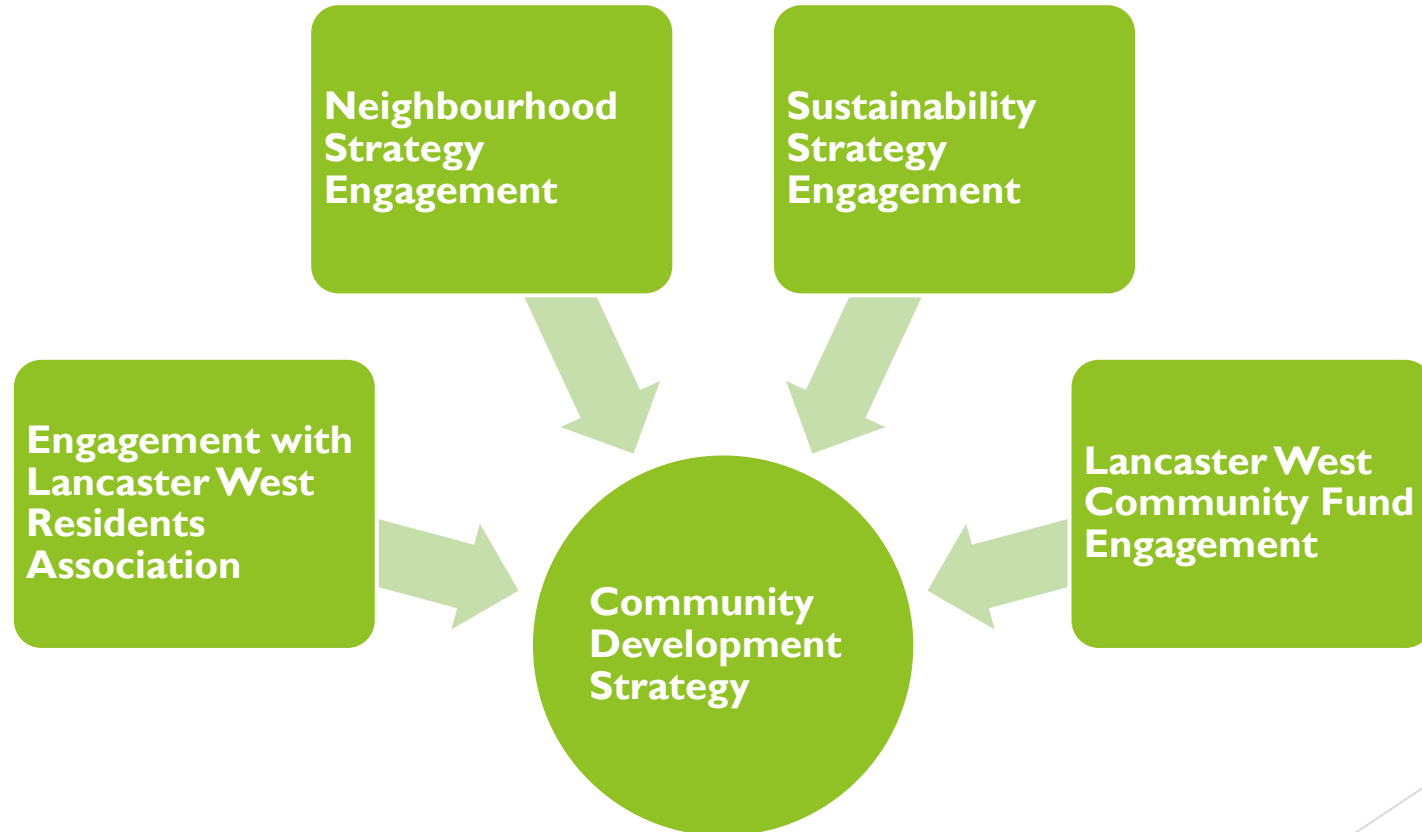 Neighbourhood
Strategy
Engagement
Sustainability
Strategy
Engagement
Engagement with
Lancaster West
Residents
Association
Lancaster West
Community Fund
Engagement
Community
Development
Strategy